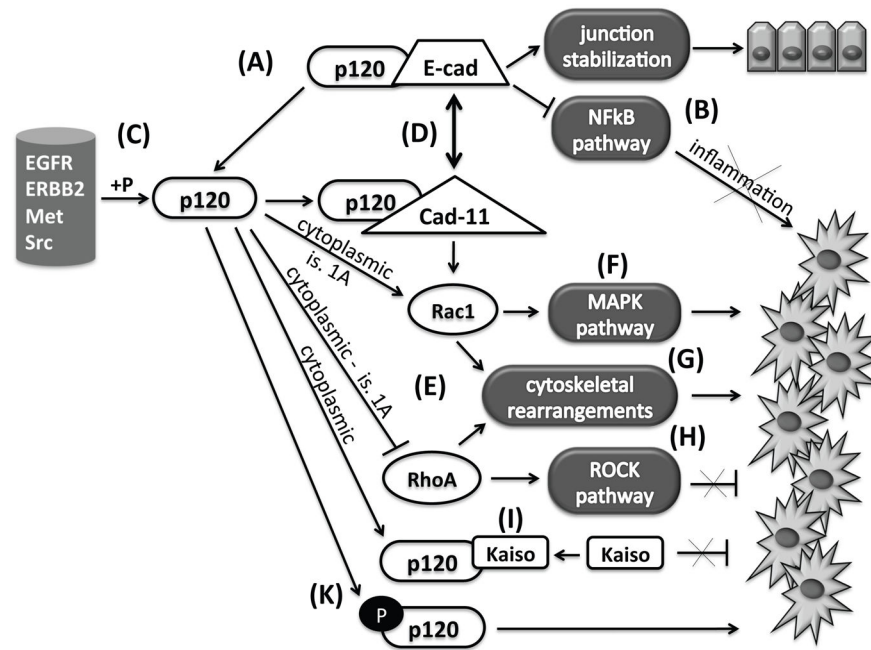 (A)
p120
E-cad
junction
stabilization
NFkB
pathway
(B)
inflammation
(C)
EGFR
ERBB2
Met
Src
+P
p120
(D)
p120
Cad-11
cytoplasmic
is. 1A
Rac1
(F)
MAPK
pathway
cytoplasmic - is. 1A
cytoplasmic
(E)
(G)
cytoskeletal
rearrangements
(H)
RhoA
ROCK
pathway
(I)
p120
Kaiso
Kaiso
(K)
P
p120